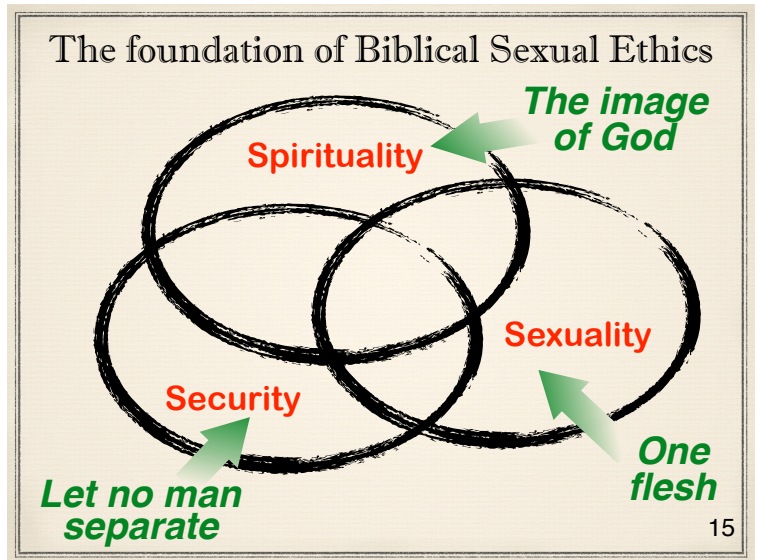 The foundation of Biblical Sexual Ethics
The image
of God
Spirituality
Sexuality
Security
One
flesh
Let no man
separate
15